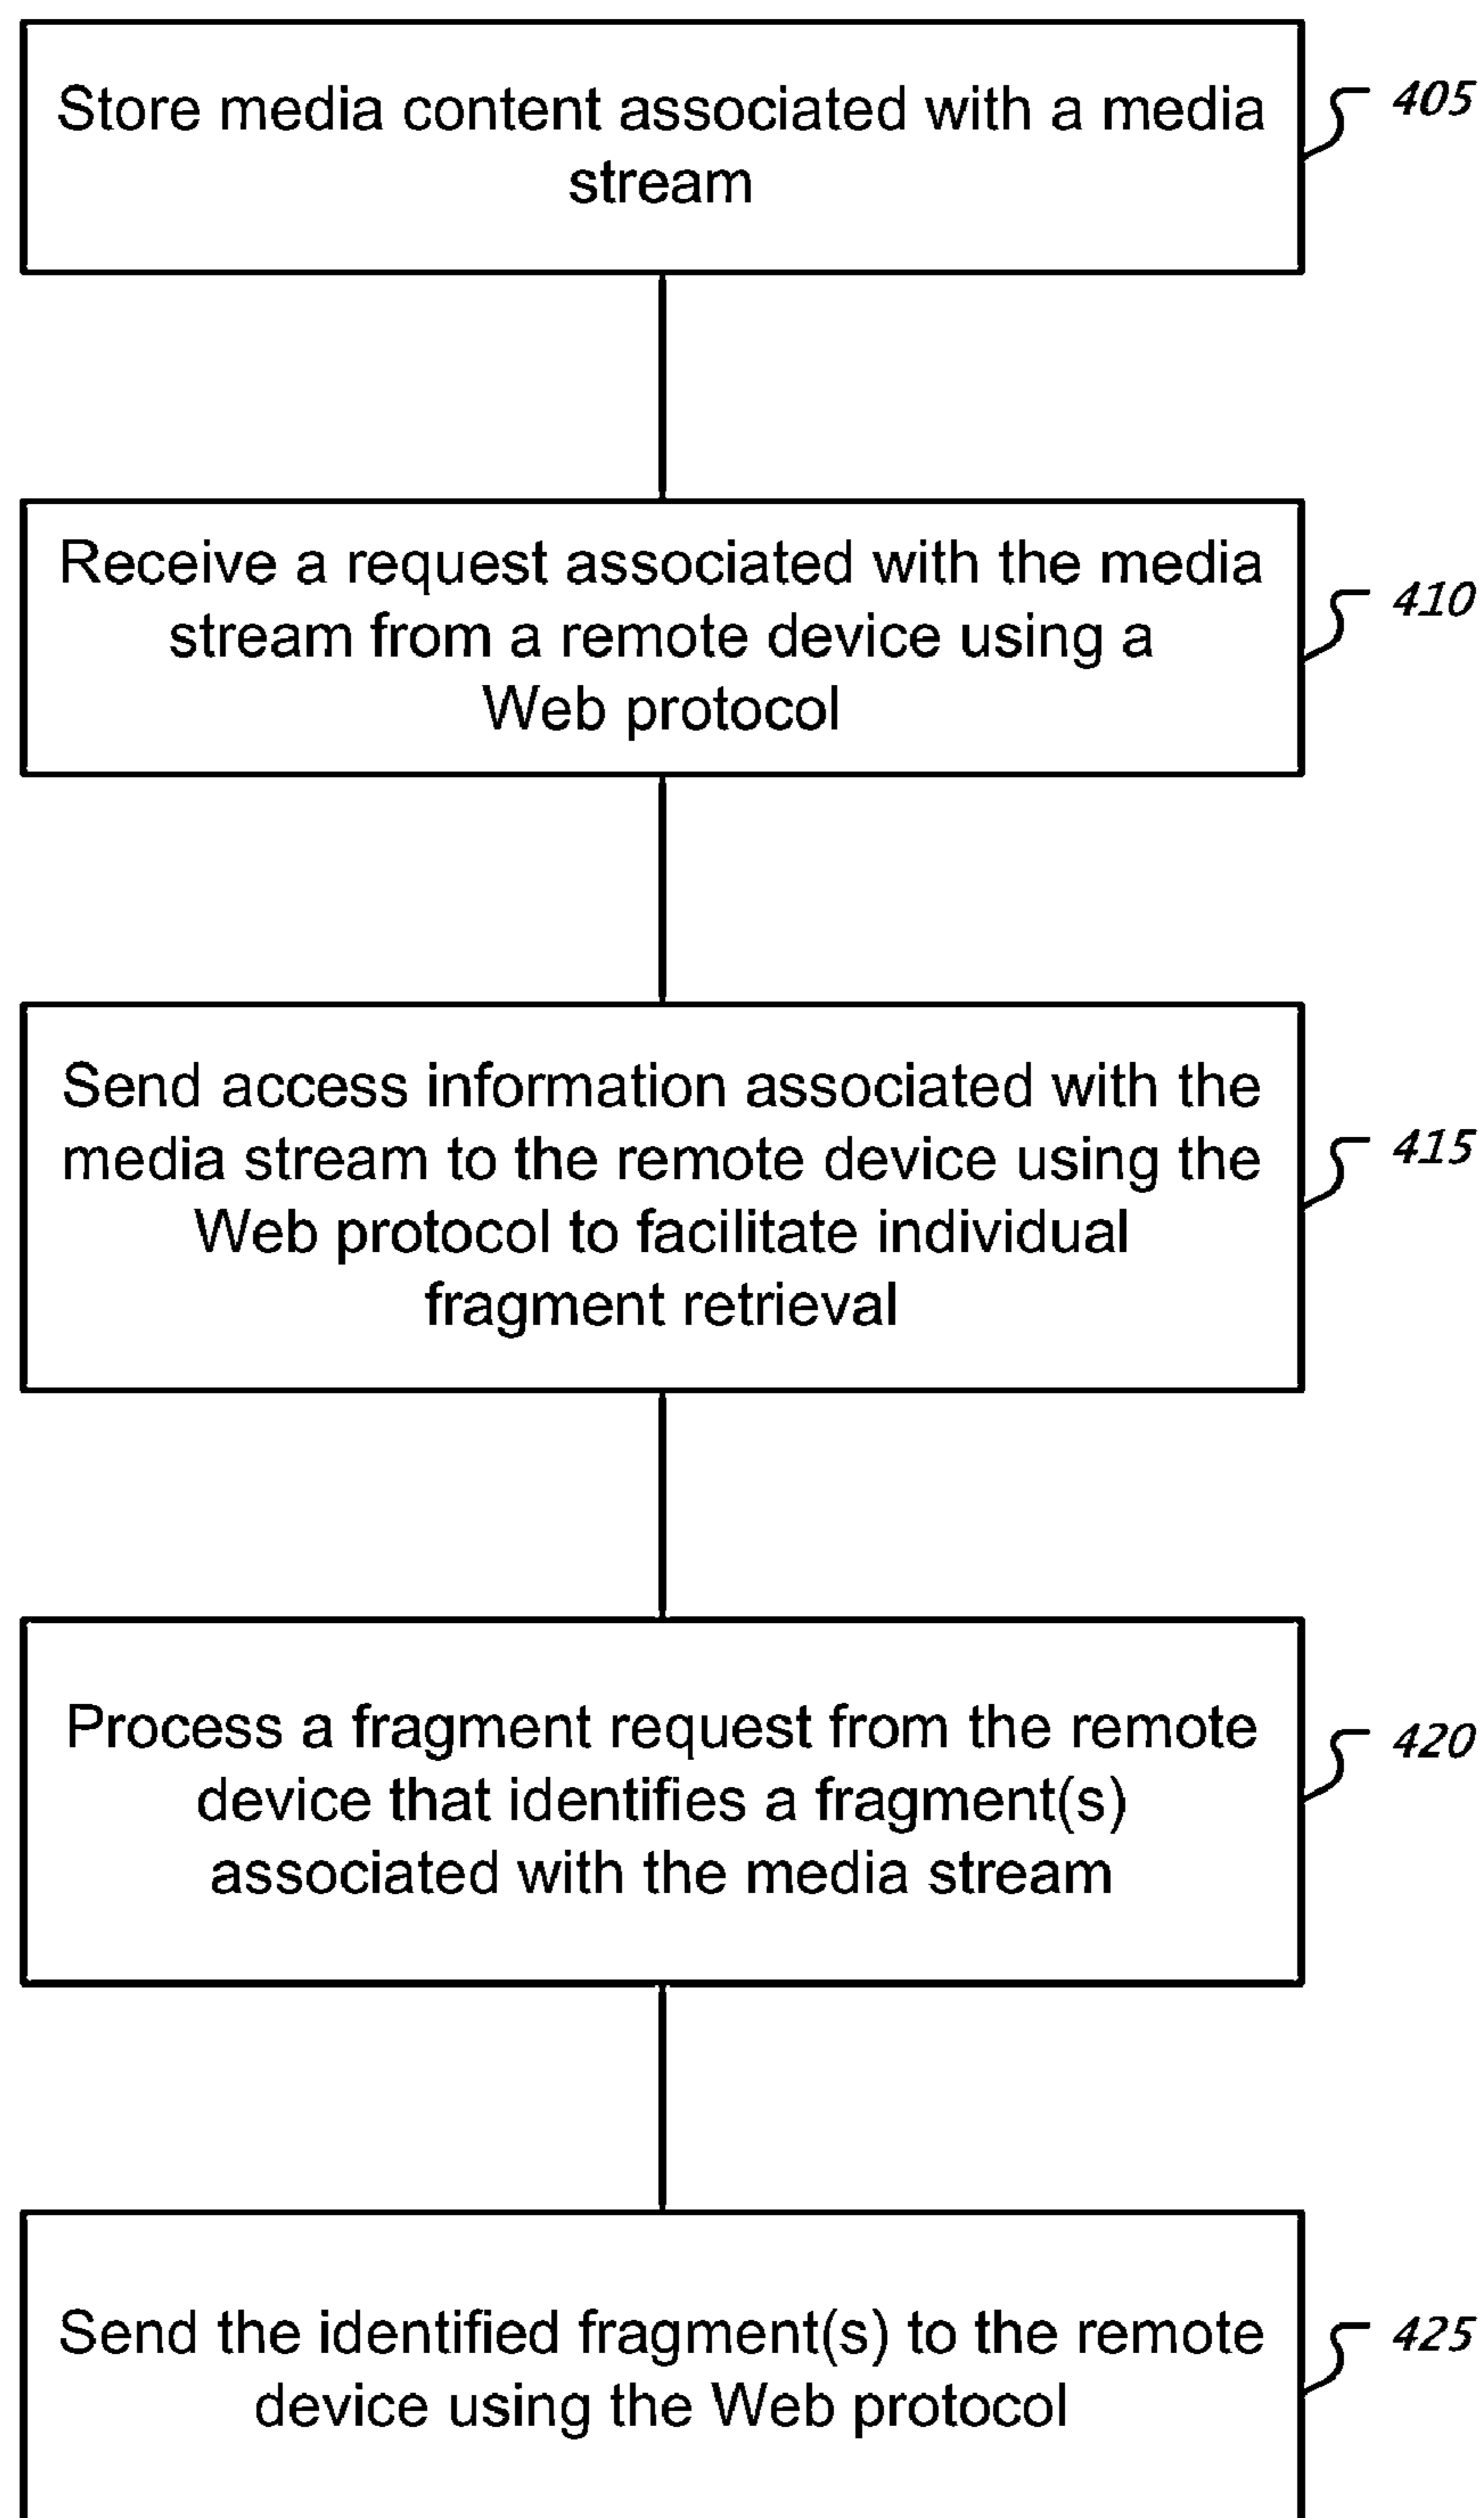 Store media content associated with a media
stream
405
Receive a request associated with the media
stream from a remote device using a
Web protocol
410
Send access information associated with the
media stream to the remote device using the
Web protocol to facilitate individual
fragment retrieval
415
Process a fragment request from the remote
device that identifies a fragment(s)
associated with the media stream
420
Send the identified fragment(s) to the remote
device using the Web protocol
425